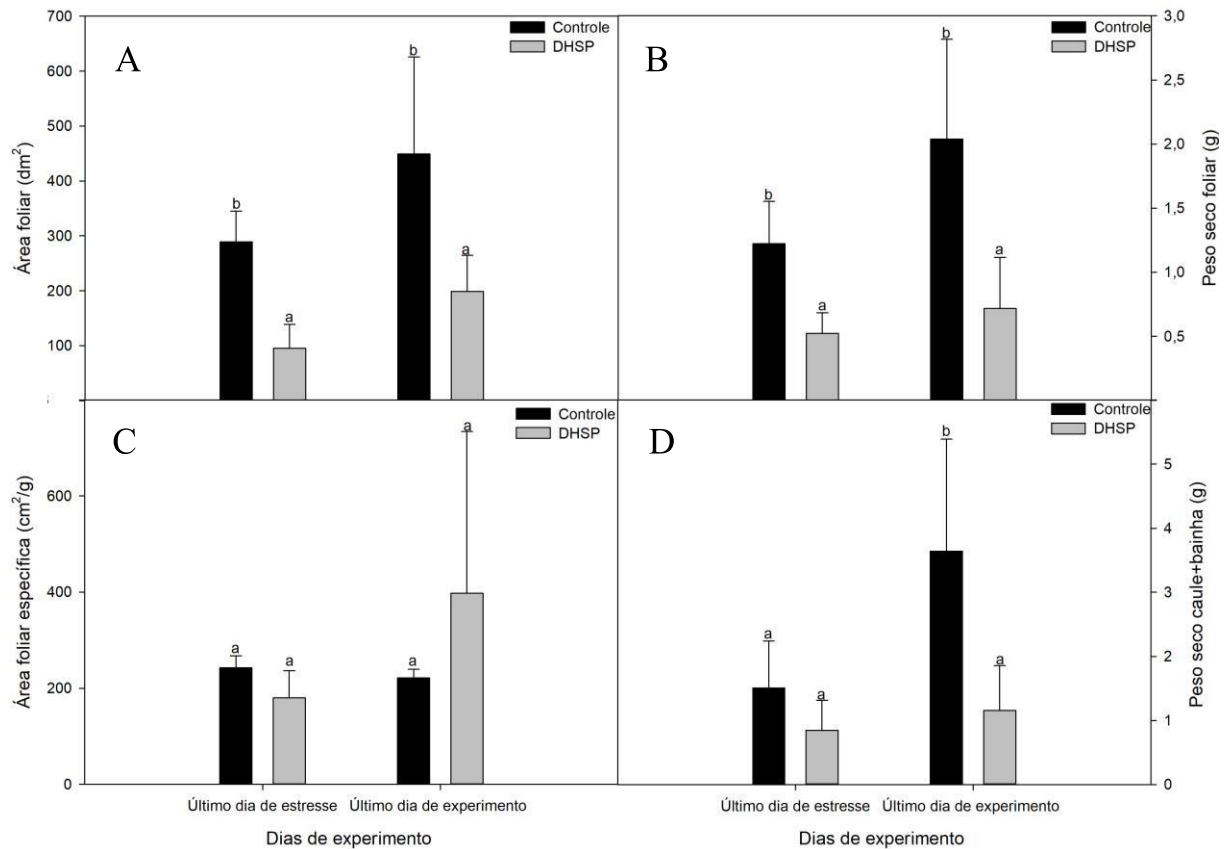 A
Controle
DHSP
Área foliar (dm²)
700
600
500
400
300
200
100
b
a
b
a
B
Controle
DHSP
Peso seco foliar (g)
3,0
2,5
2,0
1,5
1,0
0,5
b
a
b
a
C
Controle
DHSP
Área foliar específica (cm²/g)
600
400
200
0
a
a
a
a
Último dia de estresse
Último dia de experimento
Dias de experimento
D
Controle
DHSP
Peso seco caule+bainha (g)
5
4
3
2
1
0
a
a
b
a
Último dia de estresse
Último dia de experimento
Dias de experimento